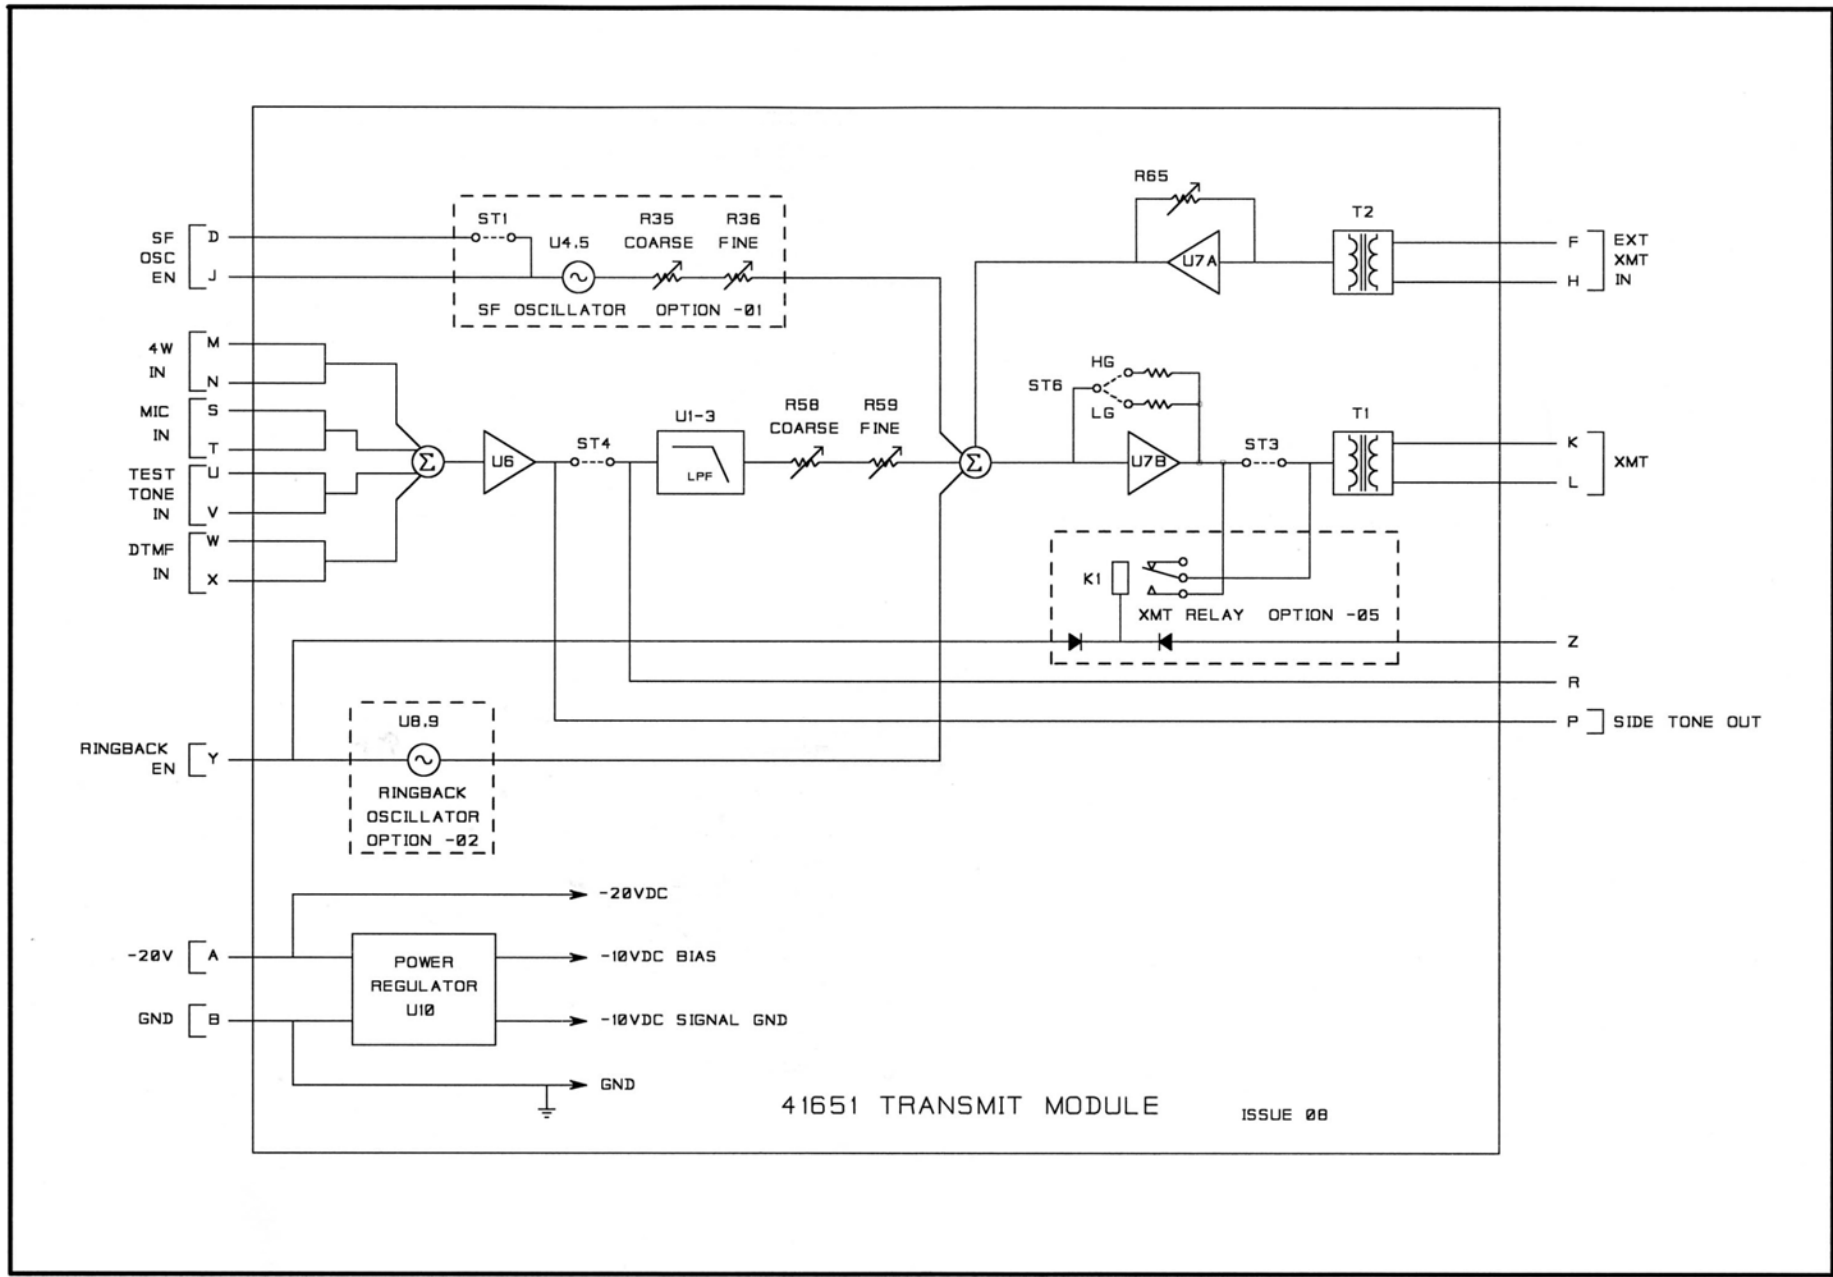 R65
T2
ST1
R35
R36
SF
D
U4.5
COARSE
FINE
U7A
F
EXT
OSC
XMT
EN
J
H
IN
SF OSCILLATOR OPTION -01
4W
M
IN
N
HG
ST6
LG
MIC
S
IN
T
U1-3
R58
R59
T1
COARSE
FINE
ST4
ST3
K
Σ
U6
LPF
Σ
U7B
XMT
TEST
U
TONE
IN
V
L
DTMF
W
IN
X
K1
XMT RELAY OPTION -05
Z
R
P
SIDE TONE OUT
U8.9
RINGBACK
EN
Y
RINGBACK
OSCILLATOR
OPTION -02
-20VDC
-20V
A
POWER
REGULATOR
U10
-10VDC BIAS
GND
B
-10VDC SIGNAL GND
GND
41651 TRANSMIT MODULE
ISSUE 08